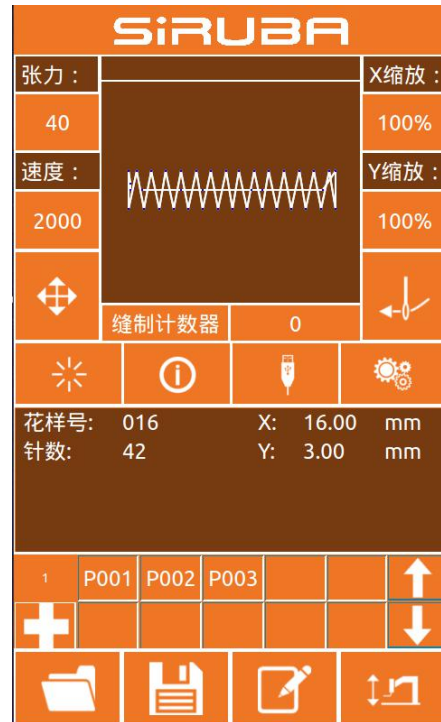 SiRUBA
张力：
X缩放：
40
100%
速度：
Y缩放：
2000
100%
缝制计数器 0
花样号: 016 X: 16.00 mm
针数: 42 Y: 3.00 mm
1 P001 P002 P003